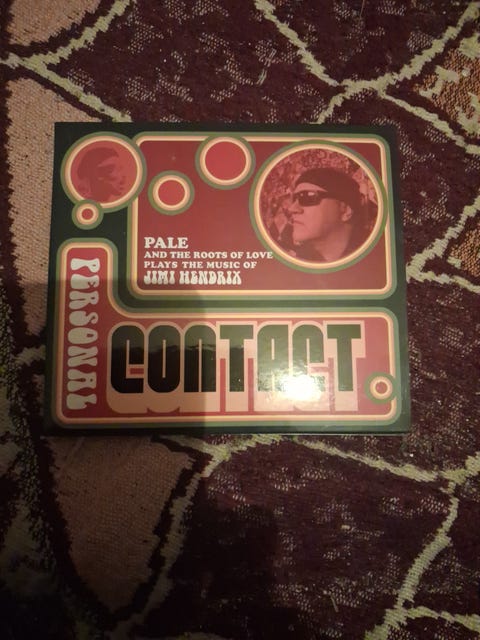 PALE
AND THE ROOTS OF LOVE
PLAYS THE MUSIC OF
JIMI HENDRIX
PERSONAL
CONTACT